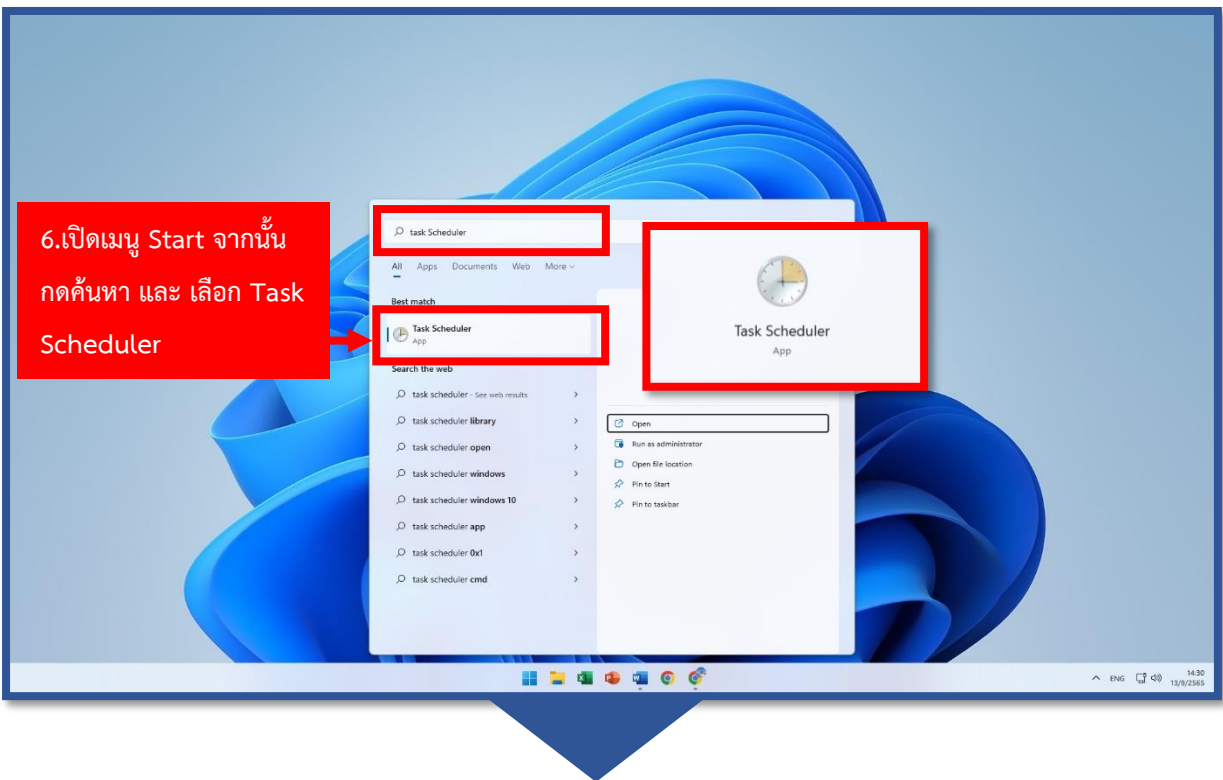 6.เปิดเมนู Start จากนั้น
กดค้นหา และ เลือก Task
Scheduler
task Scheduler
All Apps Documents Web More
Best match
Task Scheduler
App
Search the web
task scheduler - See web results
task scheduler library
task scheduler open
task scheduler windows
task scheduler windows 10
task scheduler app
task scheduler 0x1
task scheduler cmd
Task Scheduler
App
Open
Run as administrator
Open file location
Pin to Start
Pin to taskbar
ENG
14:30
13/9/2565